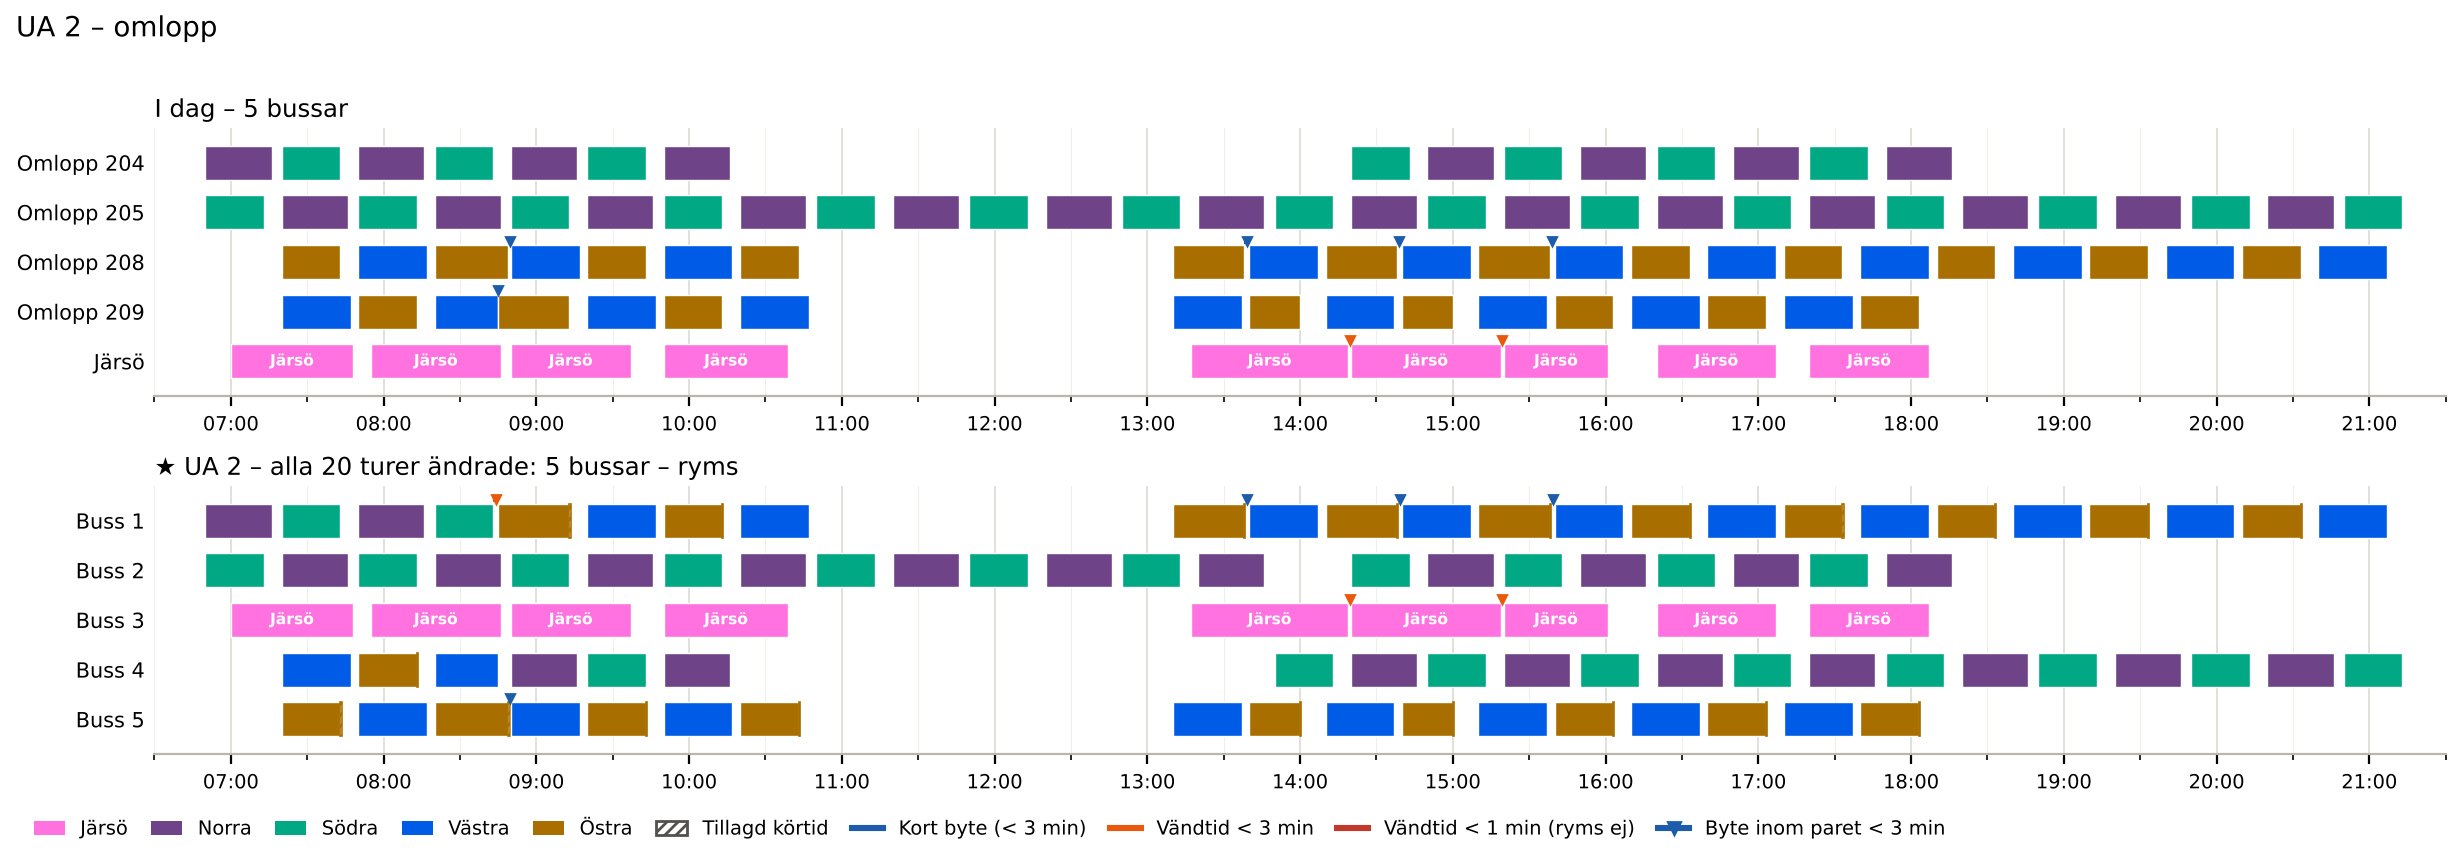 UA 2 – omlopp
I dag – 5 bussar
Omlopp 204
Omlopp 205
Omlopp 208
Omlopp 209
Järsö Järsö Järsö Järsö Järsö Järsö Järsö Järsö Järsö Järsö
07:00 08:00 09:00 10:00 11:00 12:00 13:00 14:00 15:00 16:00 17:00 18:00 19:00 20:00 21:00
★ UA 2 – alla 20 turer ändrade: 5 bussar – ryms
Buss 1
Buss 2
Buss 3 Järsö Järsö Järsö Järsö Järsö Järsö Järsö Järsö Järsö
Buss 4
Buss 5
07:00 08:00 09:00 10:00 11:00 12:00 13:00 14:00 15:00 16:00 17:00 18:00 19:00 20:00 21:00
Järsö Norra Södra Västra Östra Tillagd körtid Kort byte (< 3 min) Vändtid < 3 min Vändtid < 1 min (ryms ej) Byte inom paret < 3 min